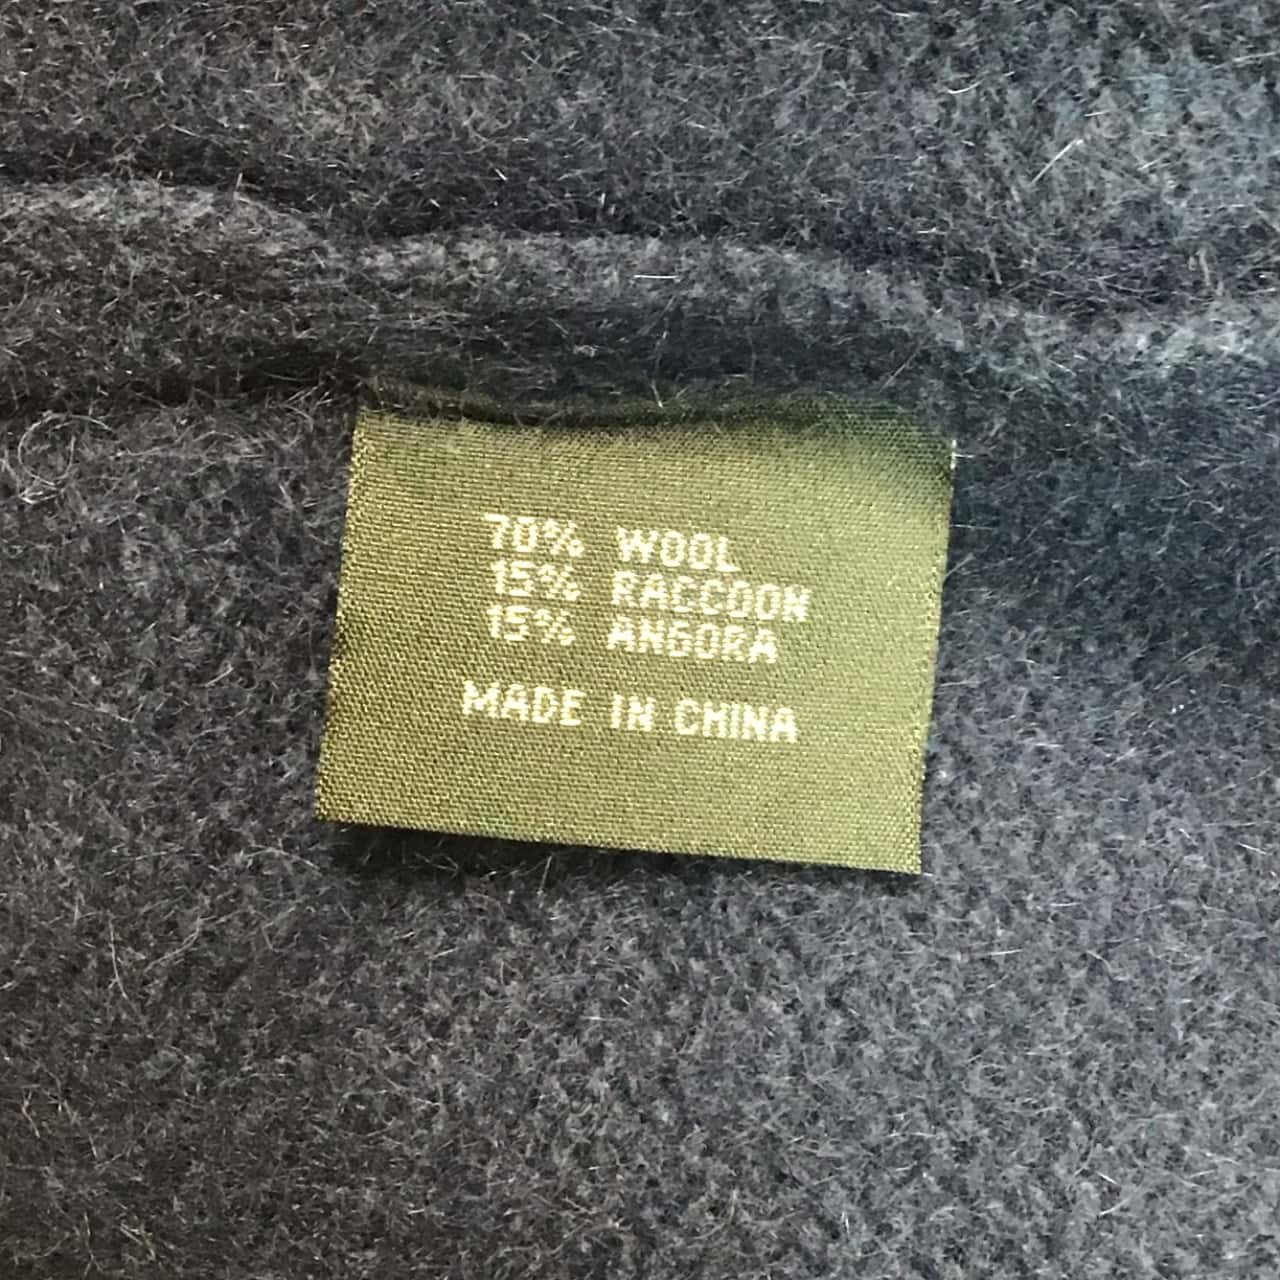 70% WOOL
15% RACCOON
15% ANGORA
MADE IN CHINA